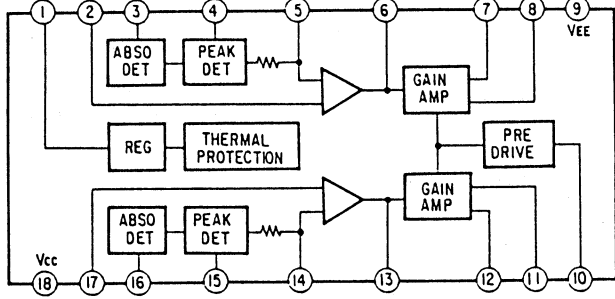 1 2 3 4 5 6 7 8 9
VEE
ABSO DET
PEAK DET
GAIN AMP
REG
THERMAL PROTECTION
PRE DRIVE
GAIN AMP
ABSO DET
PEAK DET
Vcc
18 17 16 15 14 13 12 11 10